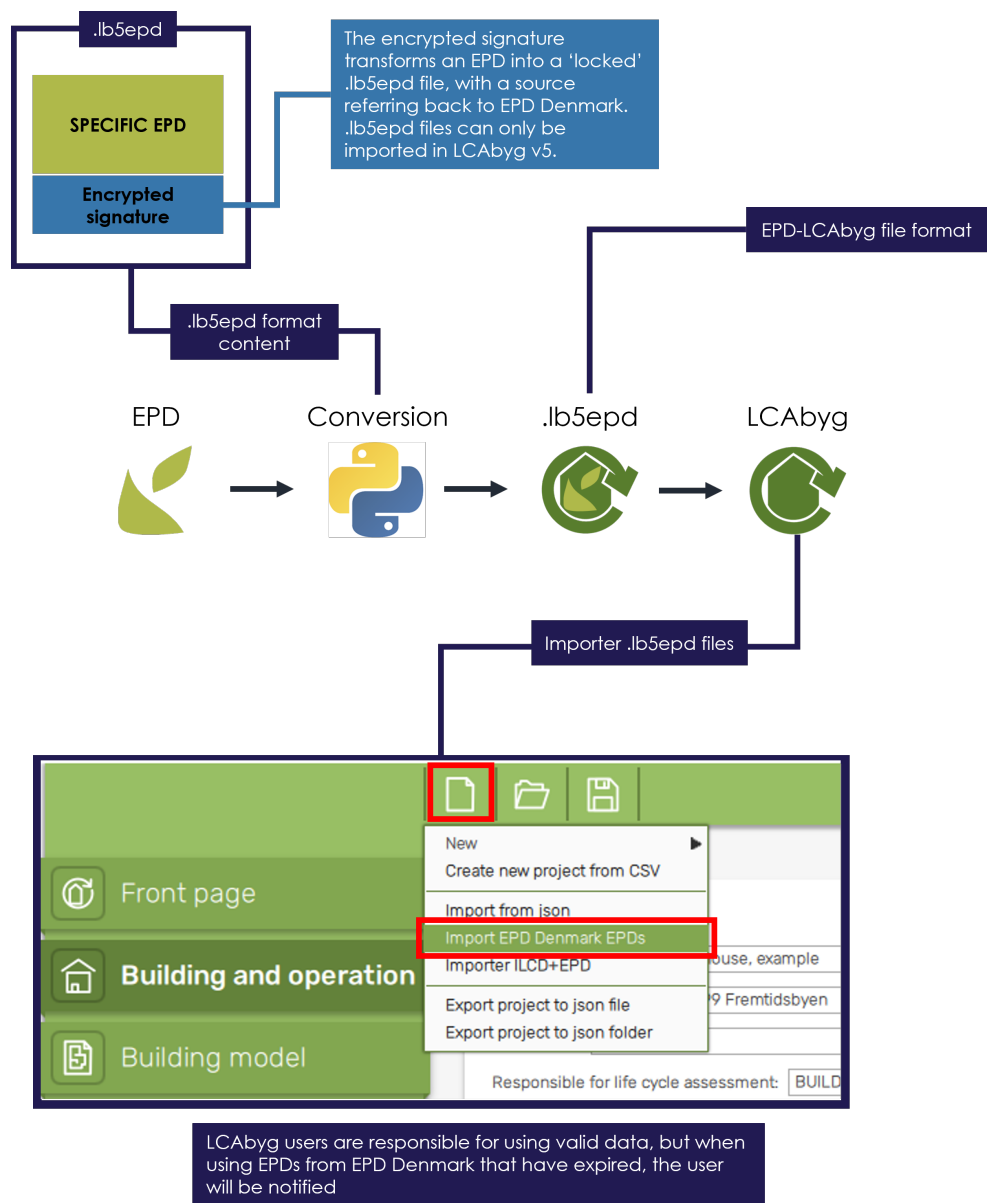 .lb5epd
SPECIFIC EPD
Encrypted
signature
The encrypted signature
transforms an EPD into a ‘locked’
.lb5epd file, with a source
referring back to EPD Denmark.
.lb5epd files can only be
imported in LCAbyg v5.
EPD-LCAbyg file format
.lb5epd format
content
EPD
Conversion
.lb5epd
LCAbyg
Importer .lb5epd files
New
Create new project from CSV
Import from json
Import EPD Denmark EPDs
Importer ILCD+EPD
Export project to json file
Export project to json folder
Front page
Building and operation
Building model
ouse, example
99 Fremtidsbyen
Responsible for life cycle assessment: BUILD
LCAbyg users are responsible for using valid data, but when
using EPDs from EPD Denmark that have expired, the user
will be notified